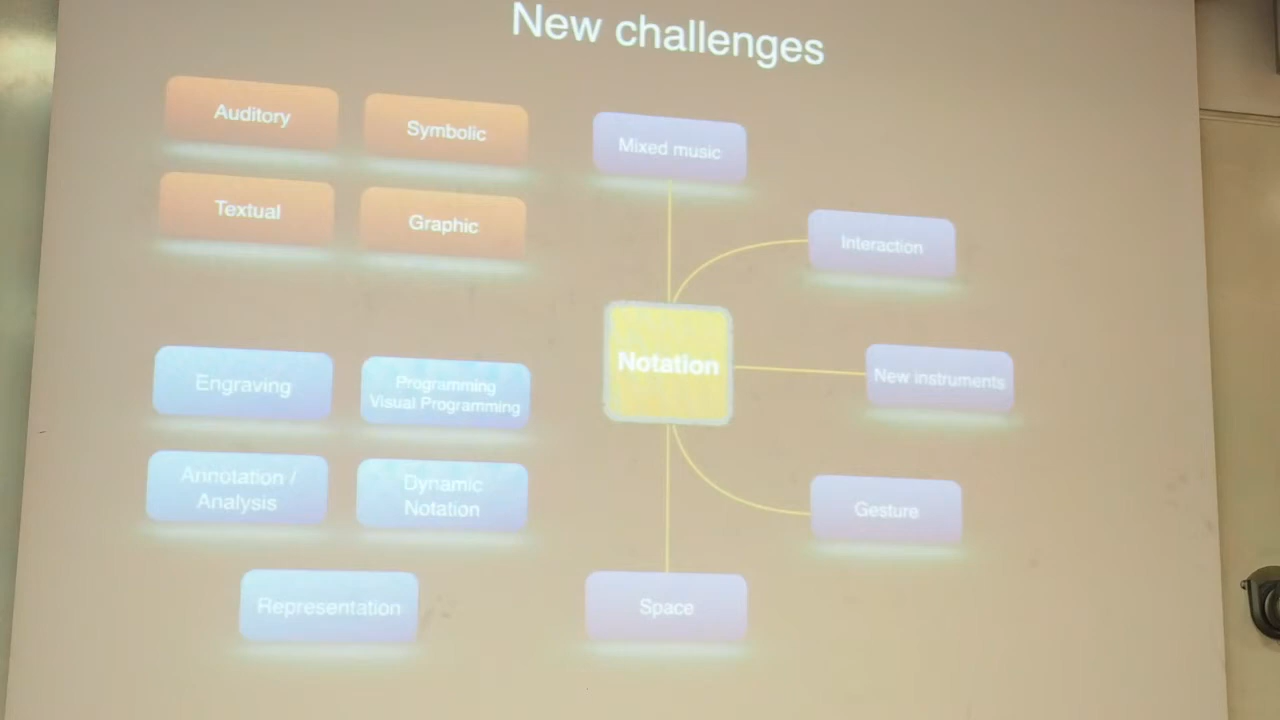 New challenges
Auditory
Symbolic
Textual
Graphic
Engraving
Programming
Visual Programming
Annotation /
Analysis
Dynamic
Notation
Representation
Mixed music
Interaction
Notation
New instruments
Gesture
Space